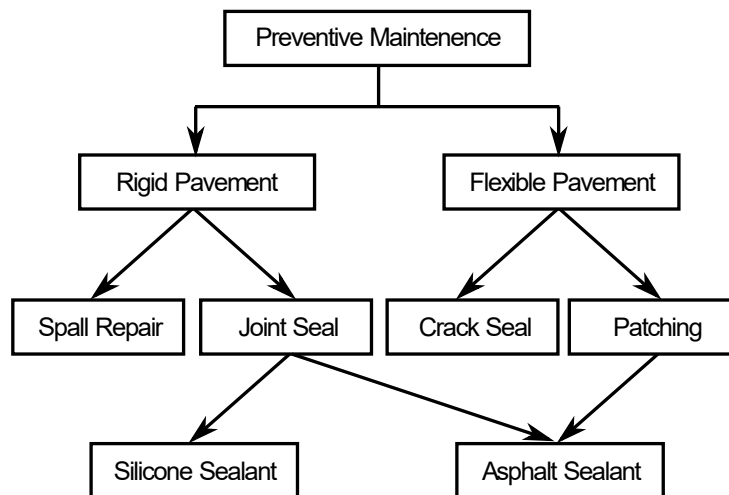 Preventive Maintenence
Rigid Pavement
Flexible Pavement
Spall Repair
Joint Seal
Crack Seal
Patching
Silicone Sealant
Asphalt Sealant